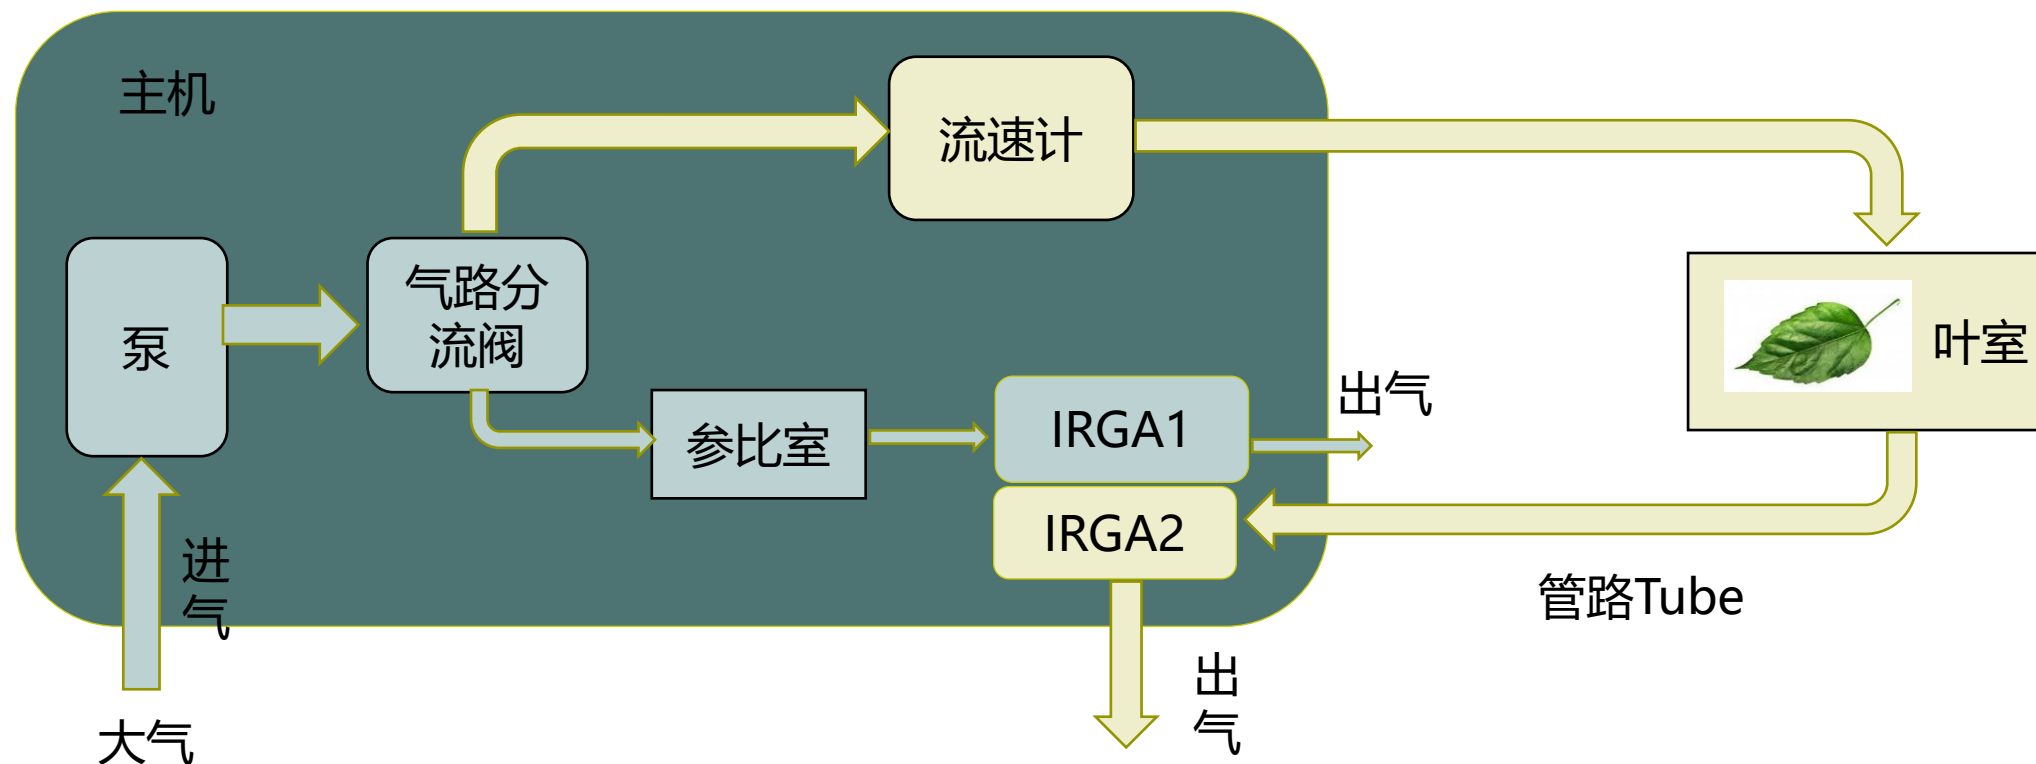 主机
流速计
气路分
流阀
泵
叶室
出气
IRGA1
参比室
IRGA2
进
气
管路Tube
出
气
大气